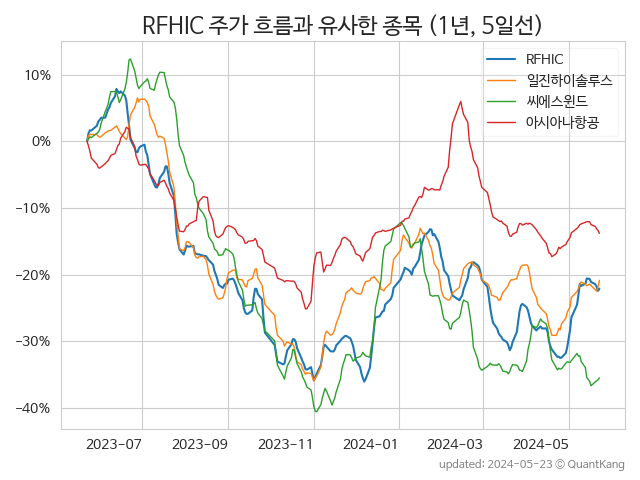 RFHIC 주가 흐름과 유사한 종목 (1년, 5일선)
RFHIC
일진하이솔루스
씨에스윈드
아시아나항공
10%
0%
−10%
−20%
−30%
−40%
2023-07
2023-09
2023-11
2024-01
2024-03
2024-05
updated: 2024-05-23 © QuantKang